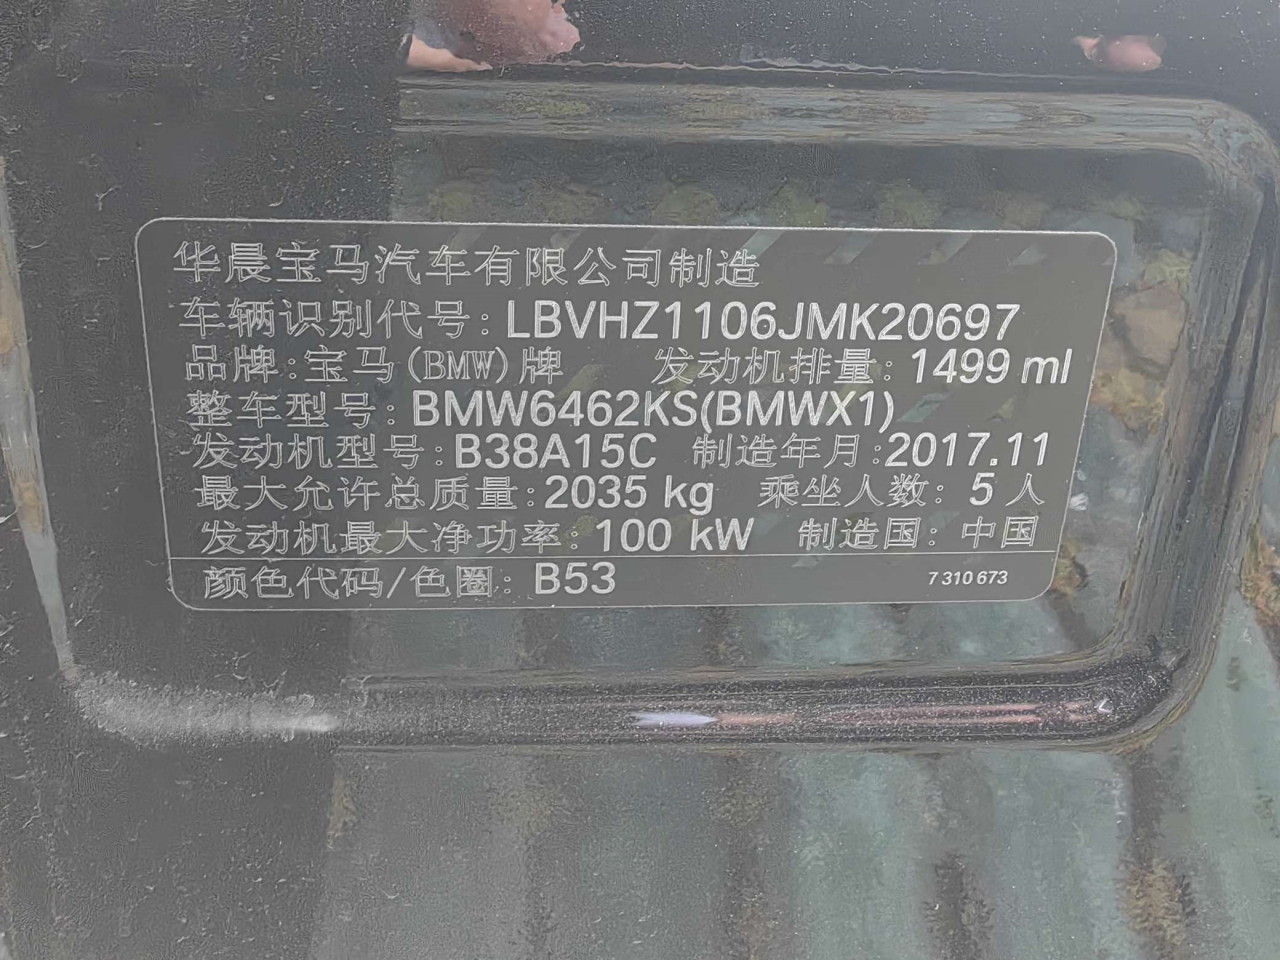 华晨宝马汽车有限公司制造
车辆识别代号: LBVHZ1106JMK20697
品牌: 宝马(BMW)牌 发动机排量: 1499 ml
整车型号: BMW6462KS(BMWX1)
发动机型号: B38A15C 制造年月: 2017.11
最大允许总质量: 2035 kg 乘坐人数: 5 人
发动机最大净功率: 100 kW 制造国: 中国
颜色代码/色圈: B53 7 310 673